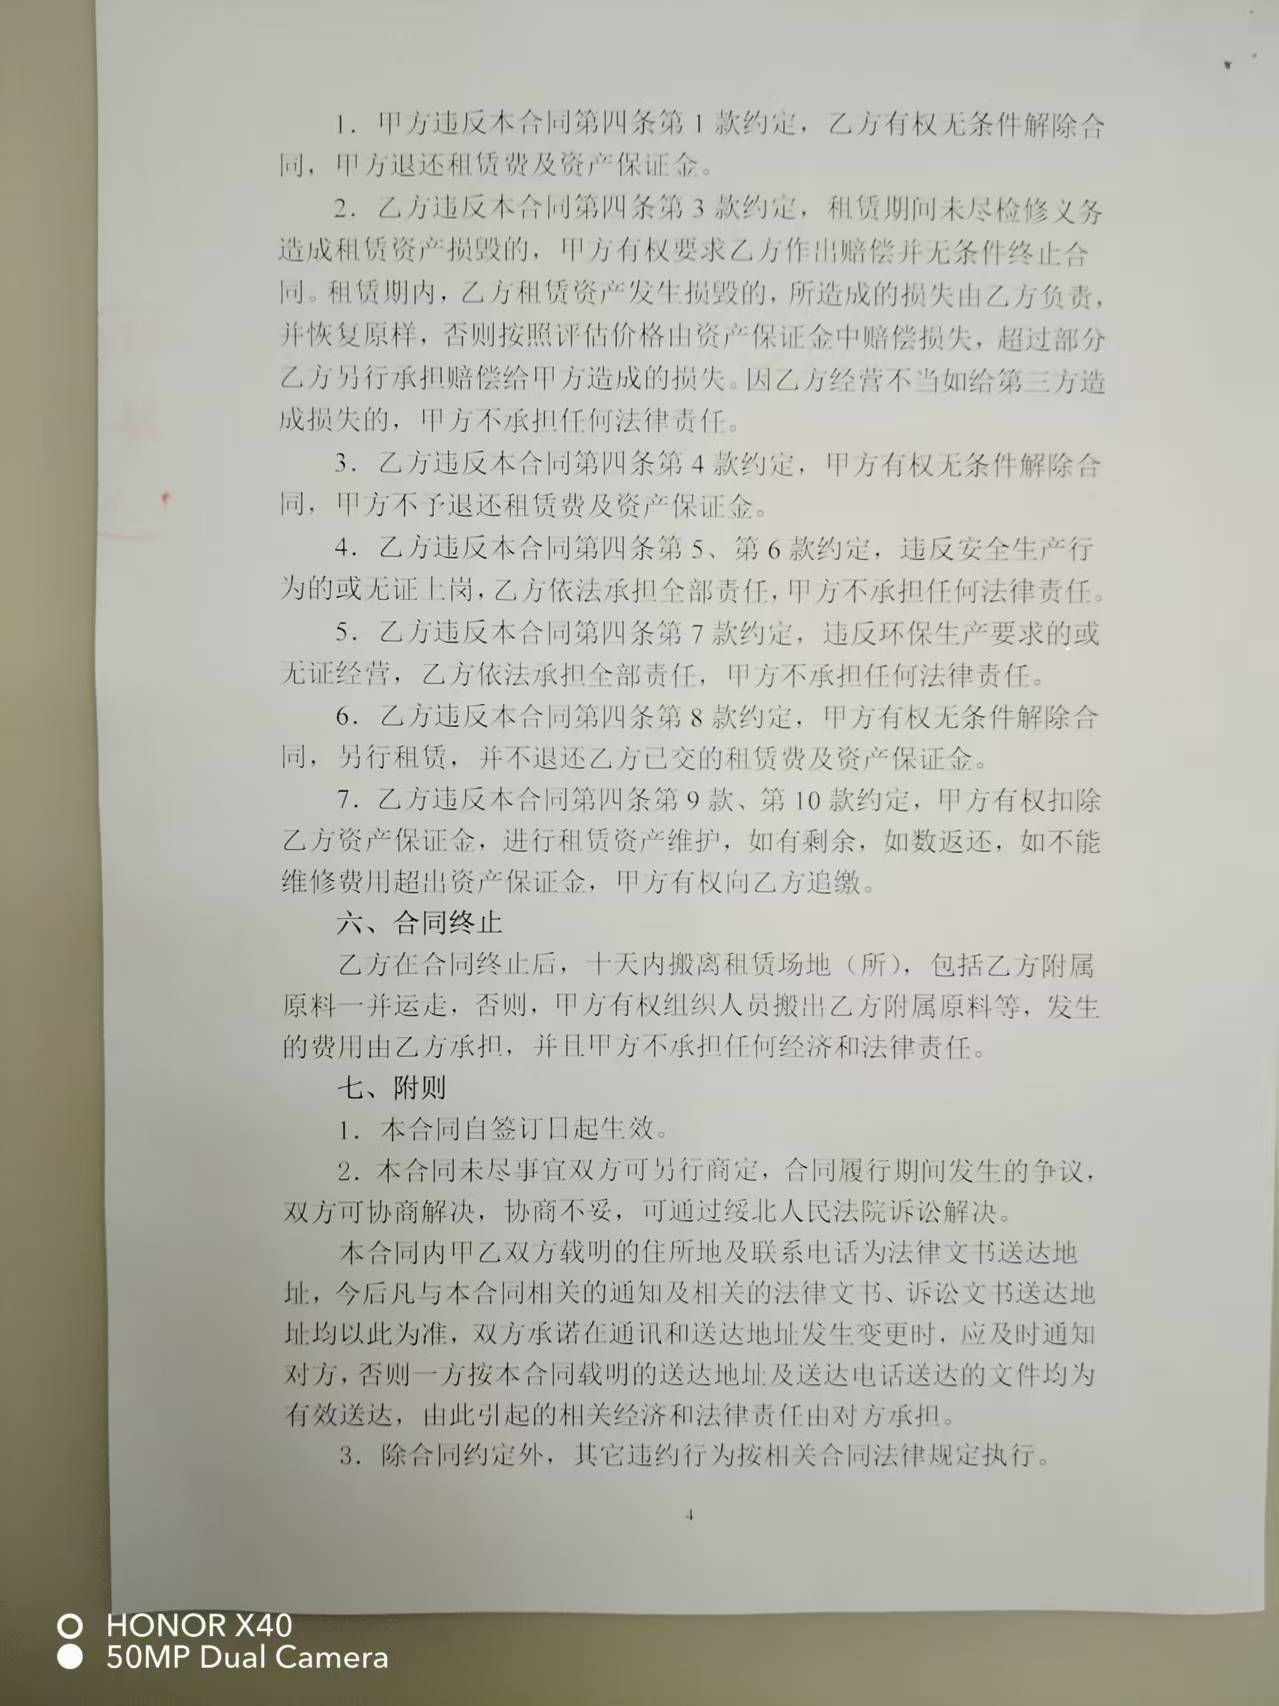 1. 甲方违反本合同第四条第1款约定，乙方有权无条件解除合
同，甲方退还租赁费及资产保证金。
2. 乙方违反本合同第四条第3款约定，租赁期间未尽检修义务
造成租赁资产损毁的，甲方有权要求乙方作出赔偿并无条件终止合
同。租赁期内，乙方租赁资产发生损毁的，所造成的损失由乙方负责，
并恢复原样，否则按照评估价格由资产保证金中赔偿损失，超过部分
乙方另行承担赔偿给甲方造成的损失。因乙方经营不当如给第三方造
成损失的，甲方不承担任何法律责任。
3. 乙方违反本合同第四条第4款约定，甲方有权无条件解除合
同，甲方不予退还租赁费及资产保证金。
4. 乙方违反本合同第四条第5、第6款约定，违反安全生产行
为的或无证上岗，乙方依法承担全部责任，甲方不承担任何法律责任。
5. 乙方违反本合同第四条第7款约定，违反环保生产要求的或
无证经营，乙方依法承担全部责任，甲方不承担任何法律责任。
6. 乙方违反本合同第四条第8款约定，甲方有权无条件解除合
同，另行租赁，并不退还乙方已交的租赁费及资产保证金。
7. 乙方违反本合同第四条第9款、第10款约定，甲方有权扣除
乙方资产保证金，进行租赁资产维护，如有剩余，如数返还，如不能
维修费用超出资产保证金，甲方有权向乙方追缴。
六、合同终止
乙方在合同终止后，十天内搬离租赁场地（所），包括乙方附属
原料一并运走，否则，甲方有权组织人员搬出乙方附属原料等，发生
的费用由乙方承担，并且甲方不承担任何经济和法律责任。
七、附则
1. 本合同自签订日起生效。
2. 本合同未尽事宜双方可另行商定，合同履行期间发生的争议，
双方可协商解决，协商不妥，可通过绥北人民法院诉讼解决。
本合同内甲乙双方载明的住所地及联系电话为法律文书送达地
址，今后凡与本合同相关的通知及相关的法律文书、诉讼文书送达地
址均以此为准，双方承诺在通讯和送达地址发生变更时，应及时通知
对方，否则一方按本合同载明的送达地址及送达电话送达的文件均为
有效送达，由此引起的相关经济和法律责任由对方承担。
3. 除合同约定外，其它违约行为按相关合同法律规定执行。
4
HONOR X40
50MP Dual Camera